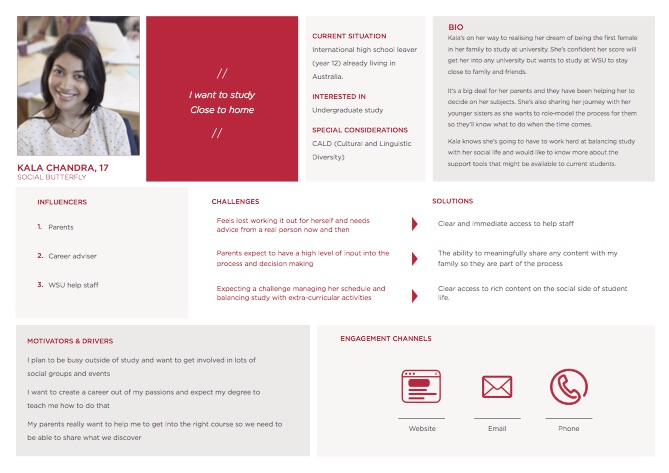 //
I want to study
Close to home
//
KALA CHANDRA, 17
SOCIAL BUTTERFLY
CURRENT SITUATION
International high school leaver
(year 12) already living in
Australia.
INTERESTED IN
Undergraduate study
SPECIAL CONSIDERATIONS
CALD (Cultural and Linguistic
Diversity)
BIO
Kala's on her way to realising her dream of being the first female
in her family to study at university. She's confident her score will
get her into any university but wants to study at WSU to stay
close to family and friends.
It's a big deal for her parents and they have been helping her to
decide on her subjects. She's also sharing her journey with her
younger sisters as she wants to role-model the process for them
so they'll know what to do when the time comes.
Kala knows she's going to have to work hard at balancing study
with her social life and would like to know more about the
support tools that might be available to current students.
INFLUENCERS
1. Parents
2. Career adviser
3. WSU help staff
CHALLENGES
Feels lost working it out for herself and needs
advice from a real person now and then
Parents expect to have a high level of input into the
process and decision making
Expecting a challenge managing her schedule and
balancing study with extra-curricular activities
SOLUTIONS
Clear and immediate access to help staff
The ability to meaningfully share any content with my
family so they are part of the process
Clear access to rich content on the social side of student
life.
MOTIVATORS & DRIVERS
I plan to be busy outside of study and want to get involved in lots of
social groups and events
I want to create a career out of my passions and expect my degree to
teach me how to do that
My parents really want to help me to get into the right course so we need to
be able to share what we discover
ENGAGEMENT CHANNELS
Website
Email
Phone